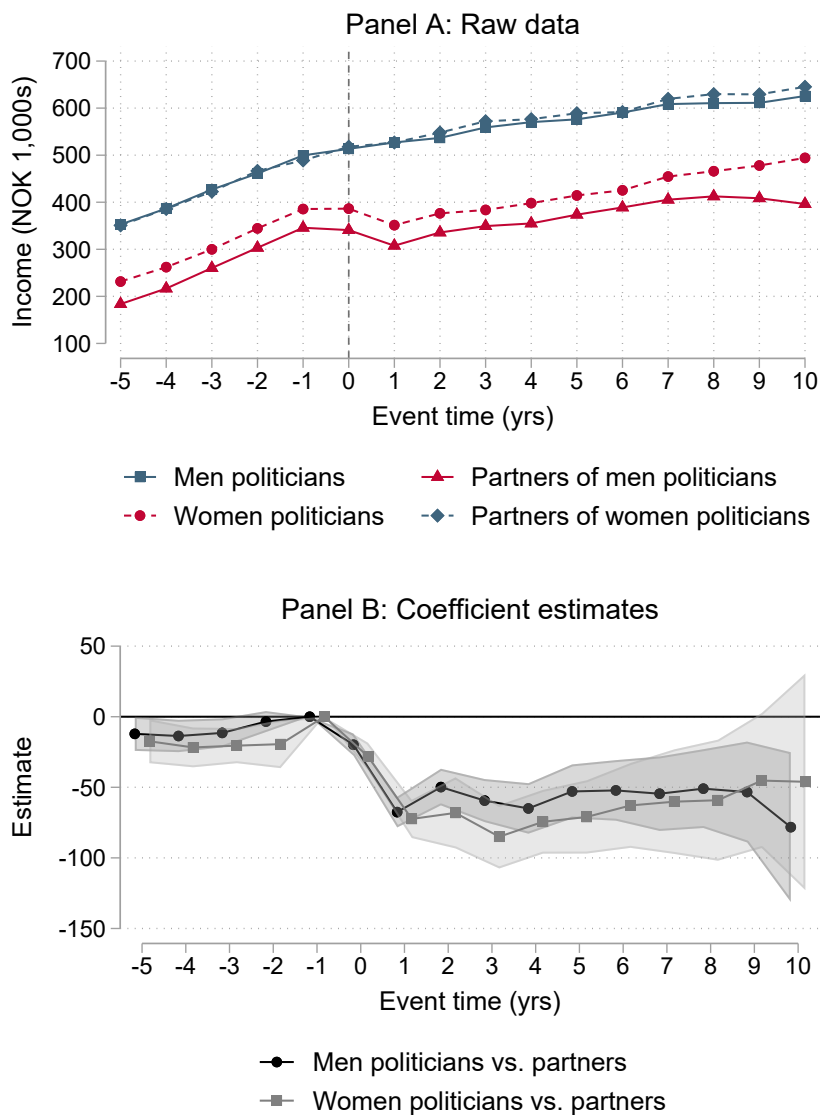 Panel A: Raw data
Income (NOK 1,000s)
700
600
500
400
300
200
100
-5 -4 -3 -2 -1 0 1 2 3 4 5 6 7 8 9 10
Event time (yrs)
Men politicians Partners of men politicians
Women politicians Partners of women politicians
Panel B: Coefficient estimates
Estimate
50
0
-50
-100
-150
-5 -4 -3 -2 -1 0 1 2 3 4 5 6 7 8 9 10
Event time (yrs)
Men politicians vs. partners
Women politicians vs. partners